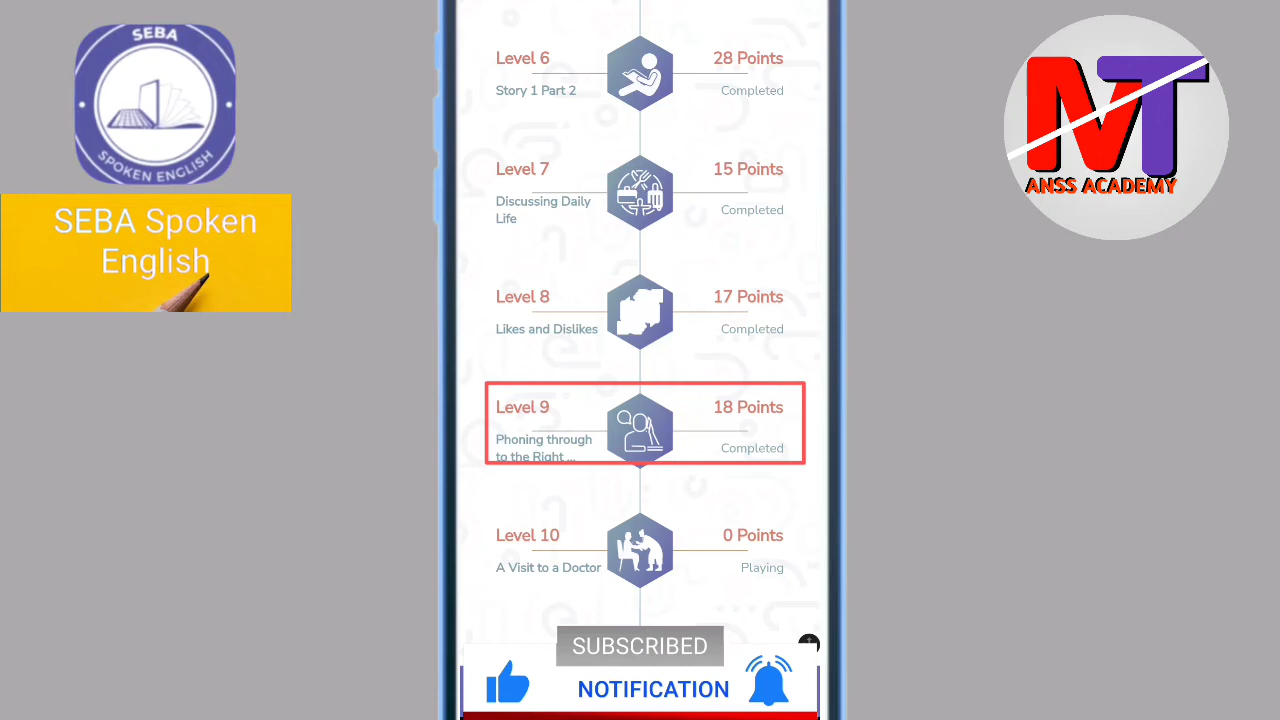 SEBA
SPOKEN ENGLISH
SEBA Spoken
English
MT
ANSS ACADEMY
Level 6
28 Points
Story 1 Part 2
Completed
Level 7
15 Points
Discussing Daily
Life
Completed
Level 8
17 Points
Likes and Dislikes
Completed
Level 9
18 Points
Phoning through
to the Right ...
Completed
Level 10
0 Points
A Visit to a Doctor
Playing
SUBSCRIBED
NOTIFICATION